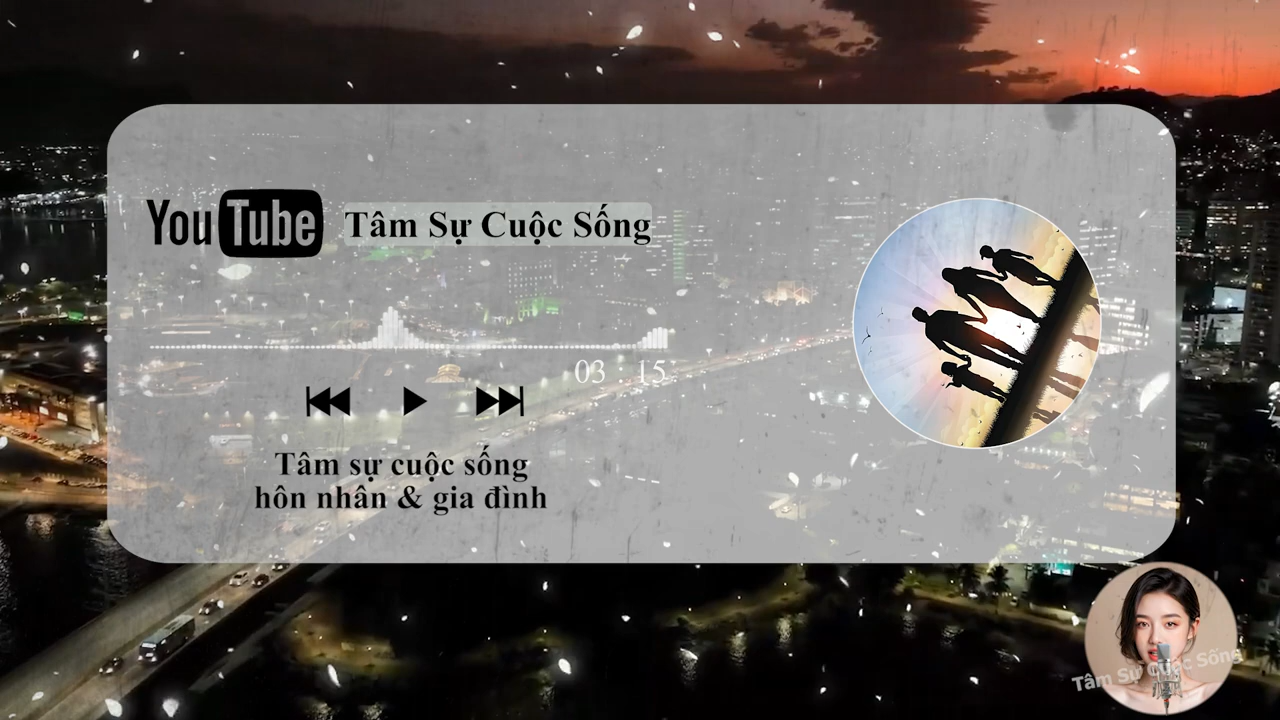 YouTube Tâm Sự Cuộc Sống
03 : 15
Tâm sự cuộc sống
hôn nhân & gia đình
Tâm Sự Cuộc Sống